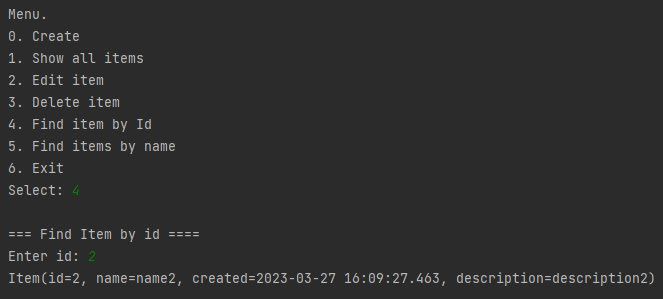 Menu.
0. Create
1. Show all items
2. Edit item
3. Delete item
4. Find item by Id
5. Find items by name
6. Exit
Select: 4
=== Find Item by id ====
Enter id: 2
Item(id=2, name=name2, created=2023-03-27 16:09:27.463, description=description2)